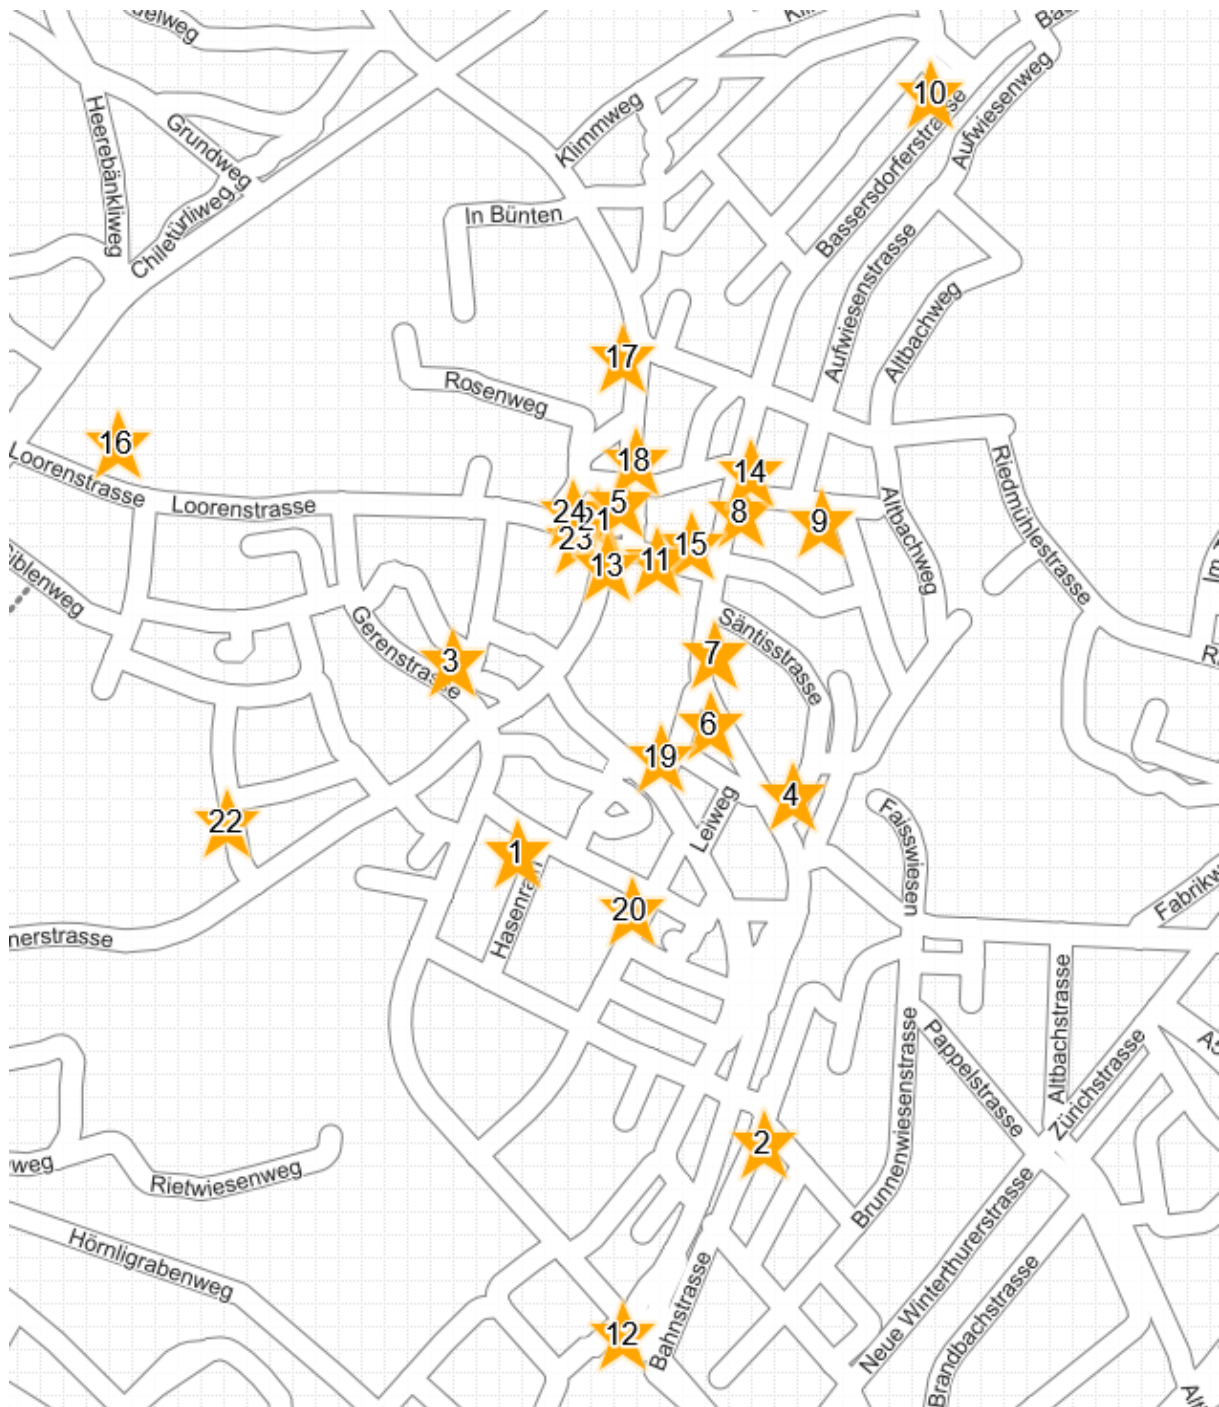 Heerebänkliweg
Grundweg
Chiletürliweg
Klimmweg
In Bünten
Bassersdorferstrasse
Aufwiesenweg
10
Aufwiesenstrasse
Altbachweg
17
Rosenweg
16
Loorenstrasse
Loorenstrasse
18
14
24
5
21
8
9
23
13
11
15
Altbachweg
Riedmühlestrasse
Gerenstrasse
3
Säntisstrasse
7
6
19
4
Leiweg
22
1
20
Faisswiesen
nerstrasse
Brunnenwiesenstrasse
Pappelstrasse
Altbachstrasse
Zürichstrasse
2
weg
Rietwiesenweg
Hörnligrabenweg
12
Bahnstrasse
Neue Winterthurerstrasse
Brandbachstrasse